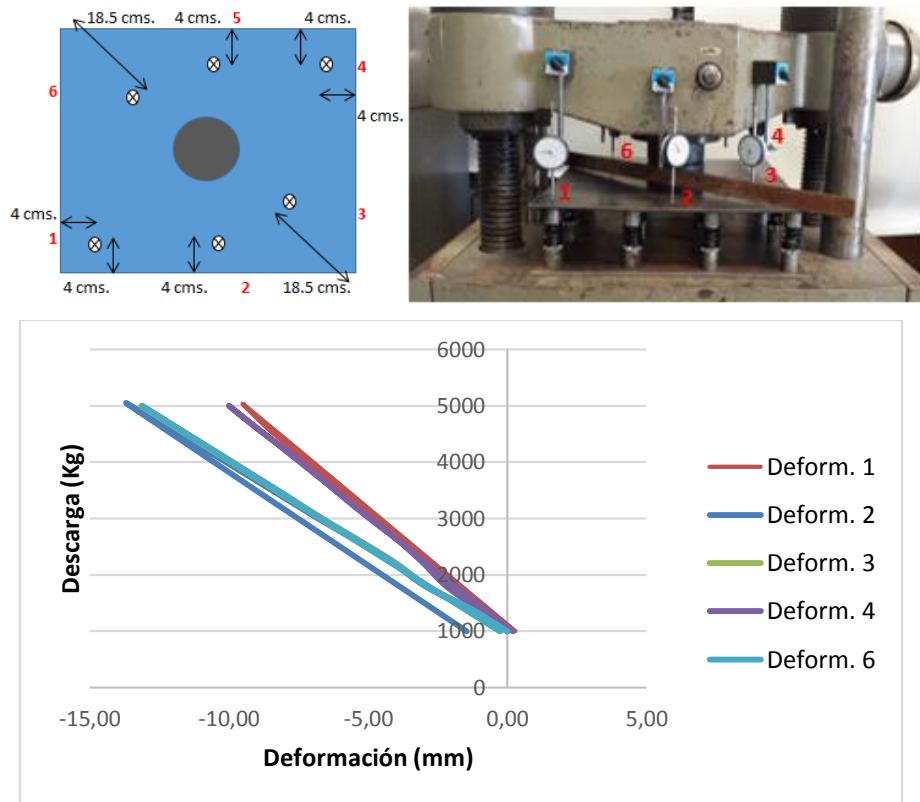 18.5 cms.
4 cms.
5
4 cms.
4
6
4 cms.
4 cms.
3
1
4 cms.
4 cms.
2
18.5 cms.
4
6
3
1
2
6000
5000
4000
3000
2000
1000
0
-15,00
-10,00
-5,00
0,00
5,00
Descarga (Kg)
Deformación (mm)
Deform. 1
Deform. 2
Deform. 3
Deform. 4
Deform. 6